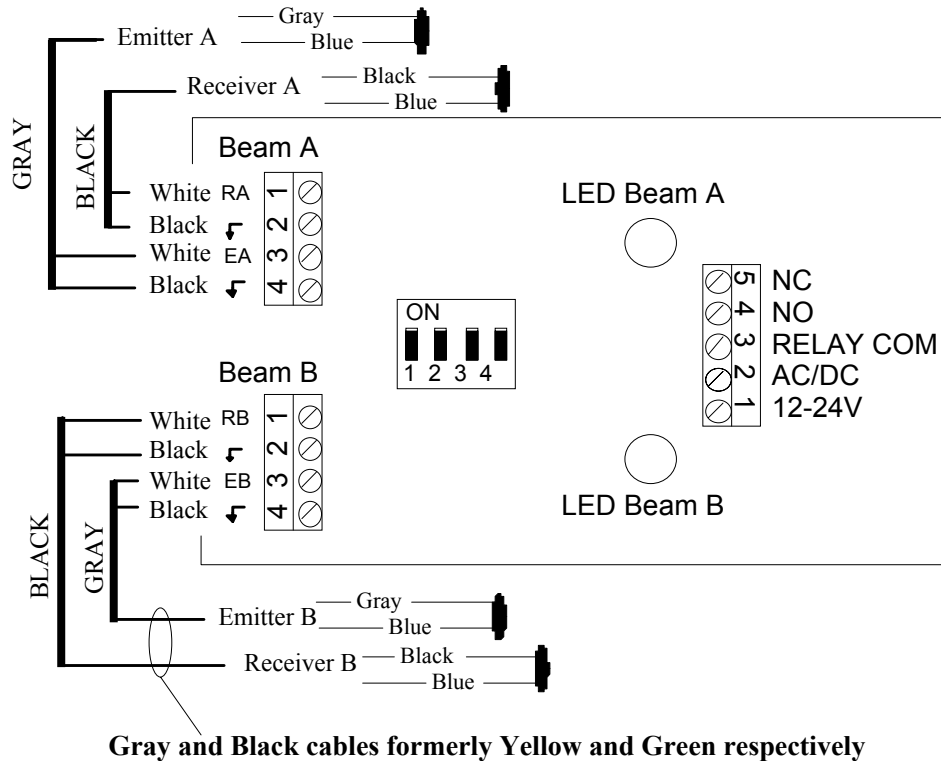 Emitter A
Gray
Blue
Receiver A
Black
Blue
GRAY
BLACK
Beam A
White RA 1
Black 2
White EA 3
Black 4
LED Beam A
ON
1 2 3 4
5 NC
4 NO
3 RELAY COM
2 AC/DC
1 12-24V
Beam B
White RB 1
Black 2
White EB 3
Black 4
LED Beam B
BLACK
GRAY
Emitter B
Gray
Blue
Receiver B
Black
Blue
Gray and Black cables formerly Yellow and Green respectively